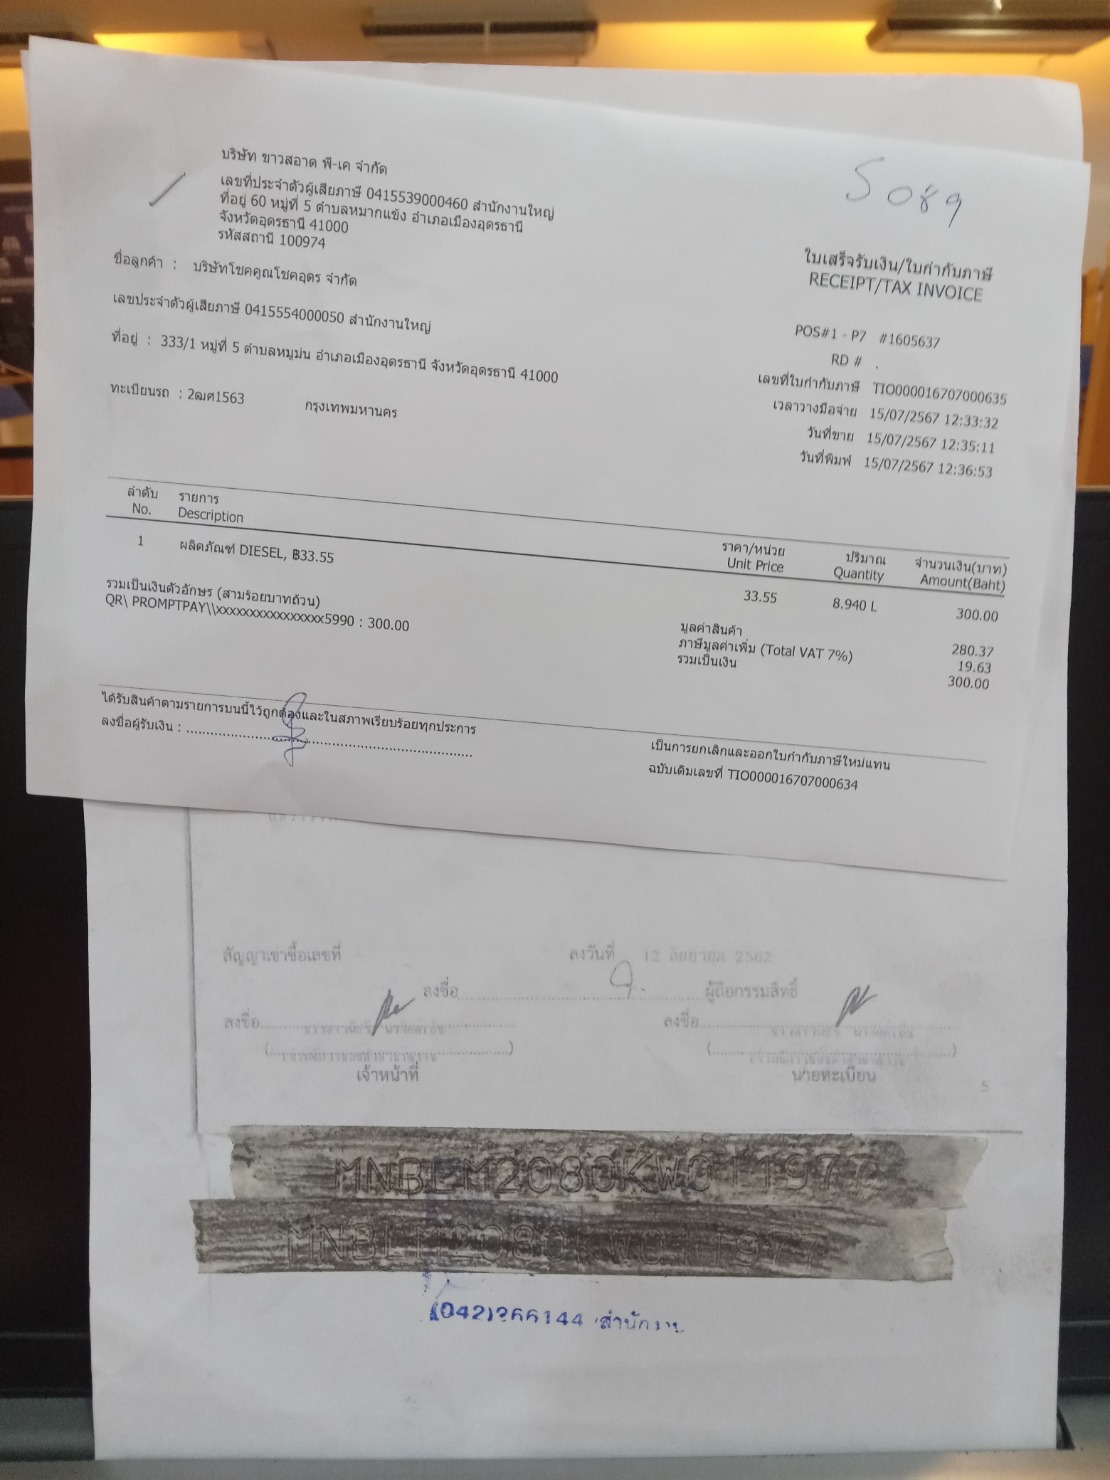 บริษัท ขาวสอาด พี-เค จำกัด
เลขที่ประจำตัวผู้เสียภาษี 0415539000460 สำนักงานใหญ่
ที่อยู่ 60 หมู่ที่ 5 ตำบลหมากแข้ง อำเภอเมืองอุดรธานี
จังหวัดอุดรธานี 41000
รหัสสถานี 100974
5089
ใบเสร็จรับเงิน/ใบกำกับภาษี
RECEIPT/TAX INVOICE
ชื่อลูกค้า : บริษัทโชคคูณโชคอุดร จำกัด
เลขประจำตัวผู้เสียภาษี 0415554000050 สำนักงานใหญ่
ที่อยู่ : 333/1 หมู่ที่ 5 ตำบลหมูม่น อำเภอเมืองอุดรธานี จังหวัดอุดรธานี 41000
ทะเบียนรถ : 2ฒศ1563 กรุงเทพมหานคร
POS#1 - P7 #1605637
RD # .
เลขที่ใบกำกับภาษี TIO000016707000635
เวลาวางมือจ่าย 15/07/2567 12:33:32
วันที่ขาย 15/07/2567 12:35:11
วันที่พิมพ์ 15/07/2567 12:36:53
ลำดับ รายการ ราคา/หน่วย ปริมาณ จำนวนเงิน(บาท)
No. Description Unit Price Quantity Amount(Baht)
1 ผลิตภัณฑ์ DIESEL, ฿33.55 33.55 8.940 L 300.00
รวมเป็นเงินตัวอักษร (สามร้อยบาทถ้วน)
QR\ PROMPTPAY\\xxxxxxxxxxxxxxxx5990 : 300.00
มูลค่าสินค้า 280.37
ภาษีมูลค่าเพิ่ม (Total VAT 7%) 19.63
รวมเป็นเงิน 300.00
ได้รับสินค้าตามรายการบนนี้ไว้ถูกต้องและในสภาพเรียบร้อยทุกประการ
ลงชื่อผู้รับเงิน :
เป็นการยกเลิกและออกใบกำกับภาษีใหม่แทน
ฉบับเดิมเลขที่ TIO000016707000634
สัญญาเช่าซื้อเลขที่ - ลงวันที่ 12 2562
ลงชื่อ ผู้ถือกรรมสิทธิ์
ลงชื่อ ลงชื่อ
เจ้าหน้าที่ นายทะเบียน
5
MNBLM2080KW011977
MNBLM2080KW011977
(042)266144 สำนักงาน